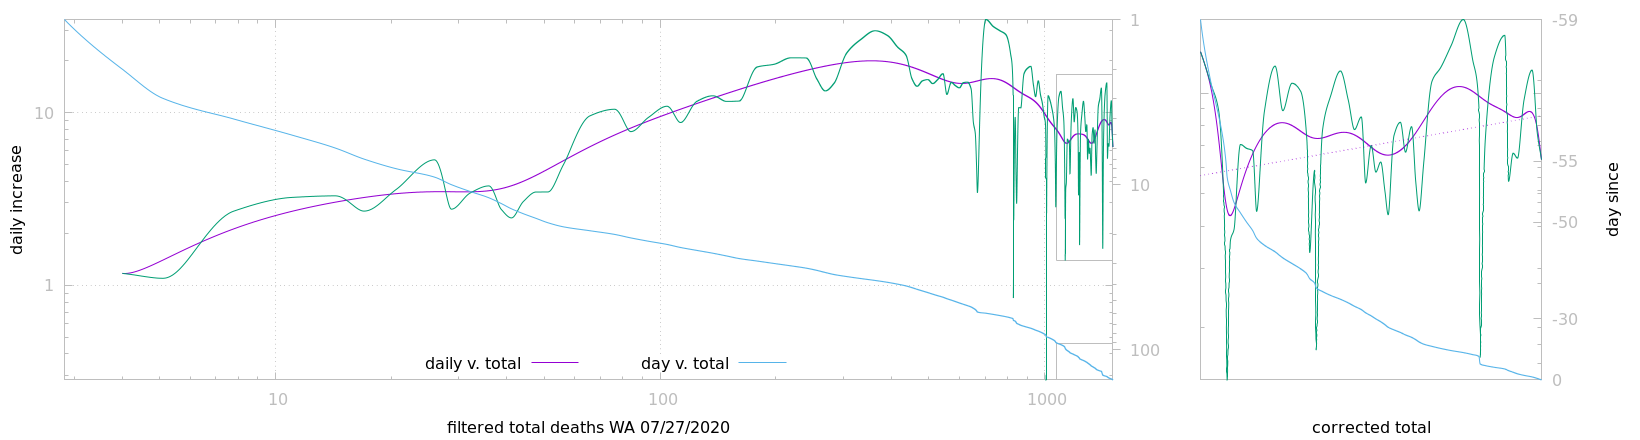 daily increase
10
1
daily v. total
day v. total
10
100
1000
filtered total deaths WA 07/27/2020
1
10
100
-59
-55
-50
-30
0
day since
corrected total